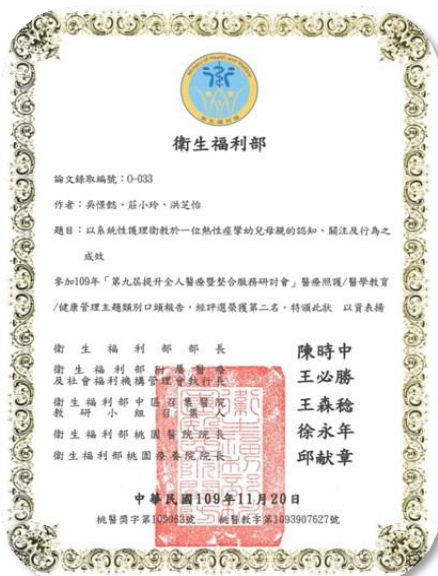 衛生福利部
論文錄取編號：O-033
作者：吳憬懿、莊小玲、洪芝怡
題目：以系統性護理衛教於一位熱性痙攣幼兒母親的認知、關注及行為之
成效
參加109年「第九屆提升全人醫療暨整合服務研討會」醫療照護/醫學教育
/健康管理主題類別口頭報告，經評選榮獲第二名。特頒此狀 以資表揚
衛生福利部部長 陳時中
衛生福利部附屬醫療
及社會福利機構管理會執行長 王必勝
衛生福利部中區召集醫院
教研小組召集人 王森稔
衛生福利部桃園醫院院長 徐永年
衛生福利部桃園療養院院長 邱献章
中華民國109年11月20日
桃醫獎字第109063號 桃醫教字第1093907627號